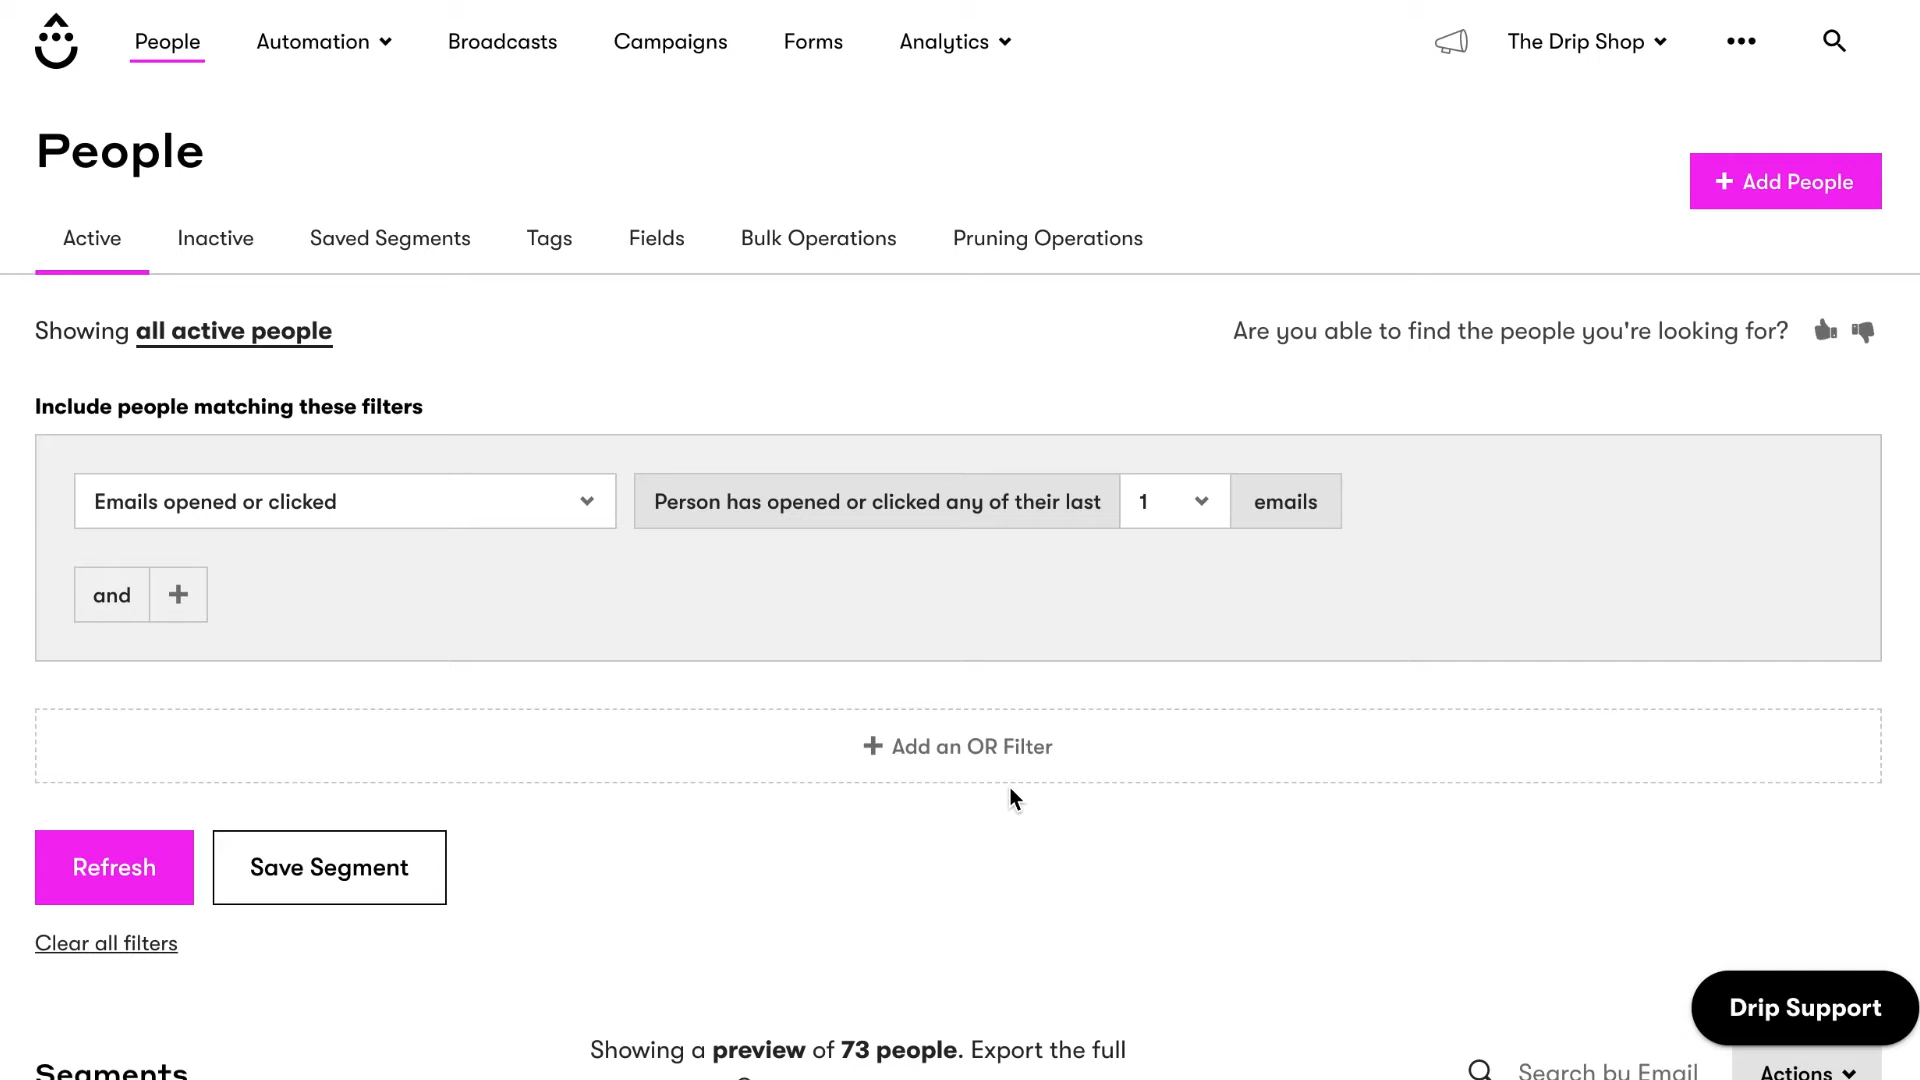 People Automation Broadcasts Campaigns Forms Analytics The Drip Shop
People
+ Add People
Active Inactive Saved Segments Tags Fields Bulk Operations Pruning Operations
Showing all active people Are you able to find the people you're looking for?
Include people matching these filters
Emails opened or clicked Person has opened or clicked any of their last 1 emails
and +
+ Add an OR Filter
Refresh Save Segment
Clear all filters
Drip Support
Showing a preview of 73 people. Export the full
Segments Search by Email Actions